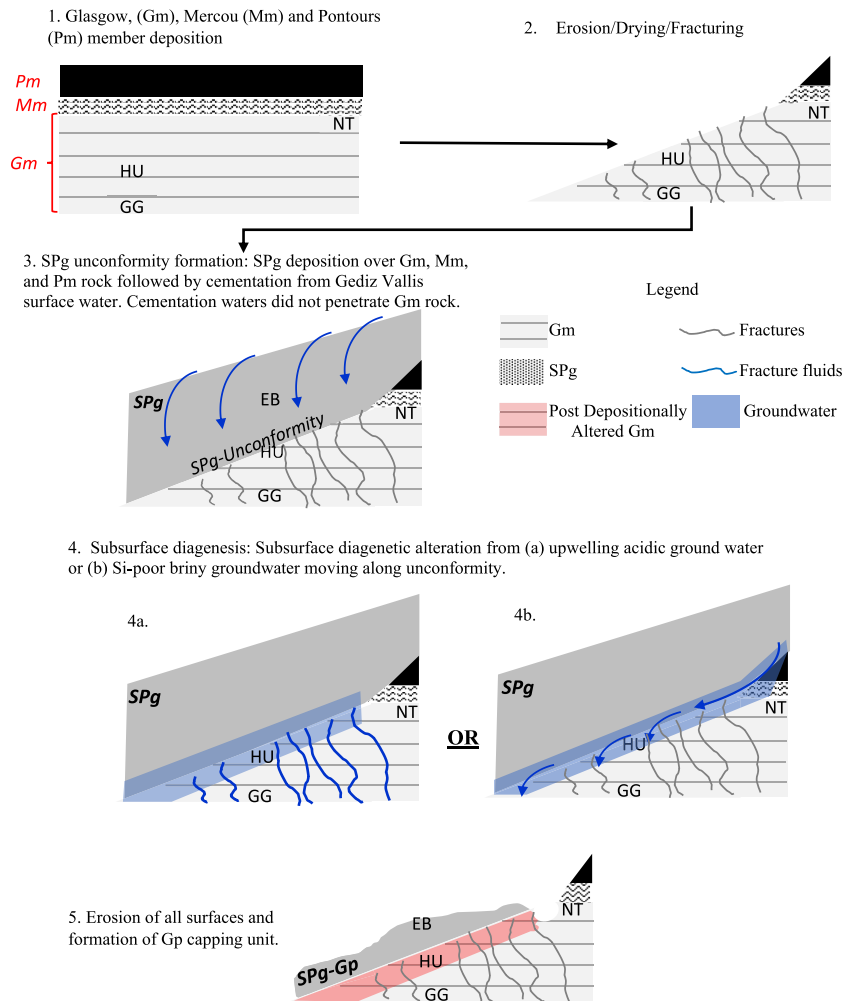 1. Glasgow, (Gm), Mercou (Mm) and Pontours
(Pm) member deposition
Pm
Mm
Gm
NT
HU
GG
2. Erosion/Drying/Fracturing
NT
HU
GG
3. SPg unconformity formation: SPg deposition over Gm, Mm,
and Pm rock followed by cementation from Gediz Vallis
surface water. Cementation waters did not penetrate Gm rock.
SPg
EB
NT
SPg-Unconformity
HU
GG
Legend
Gm
Fractures
SPg
Fracture fluids
Post Depositionally
Altered Gm
Groundwater
4. Subsurface diagenesis: Subsurface diagenetic alteration from (a) upwelling acidic ground water
or (b) Si-poor briny groundwater moving along unconformity.
4a.
SPg
NT
HU
GG
OR
4b.
SPg
NT
HU
GG
5. Erosion of all surfaces and
formation of Gp capping unit.
EB
NT
SPg-Gp
HU
GG